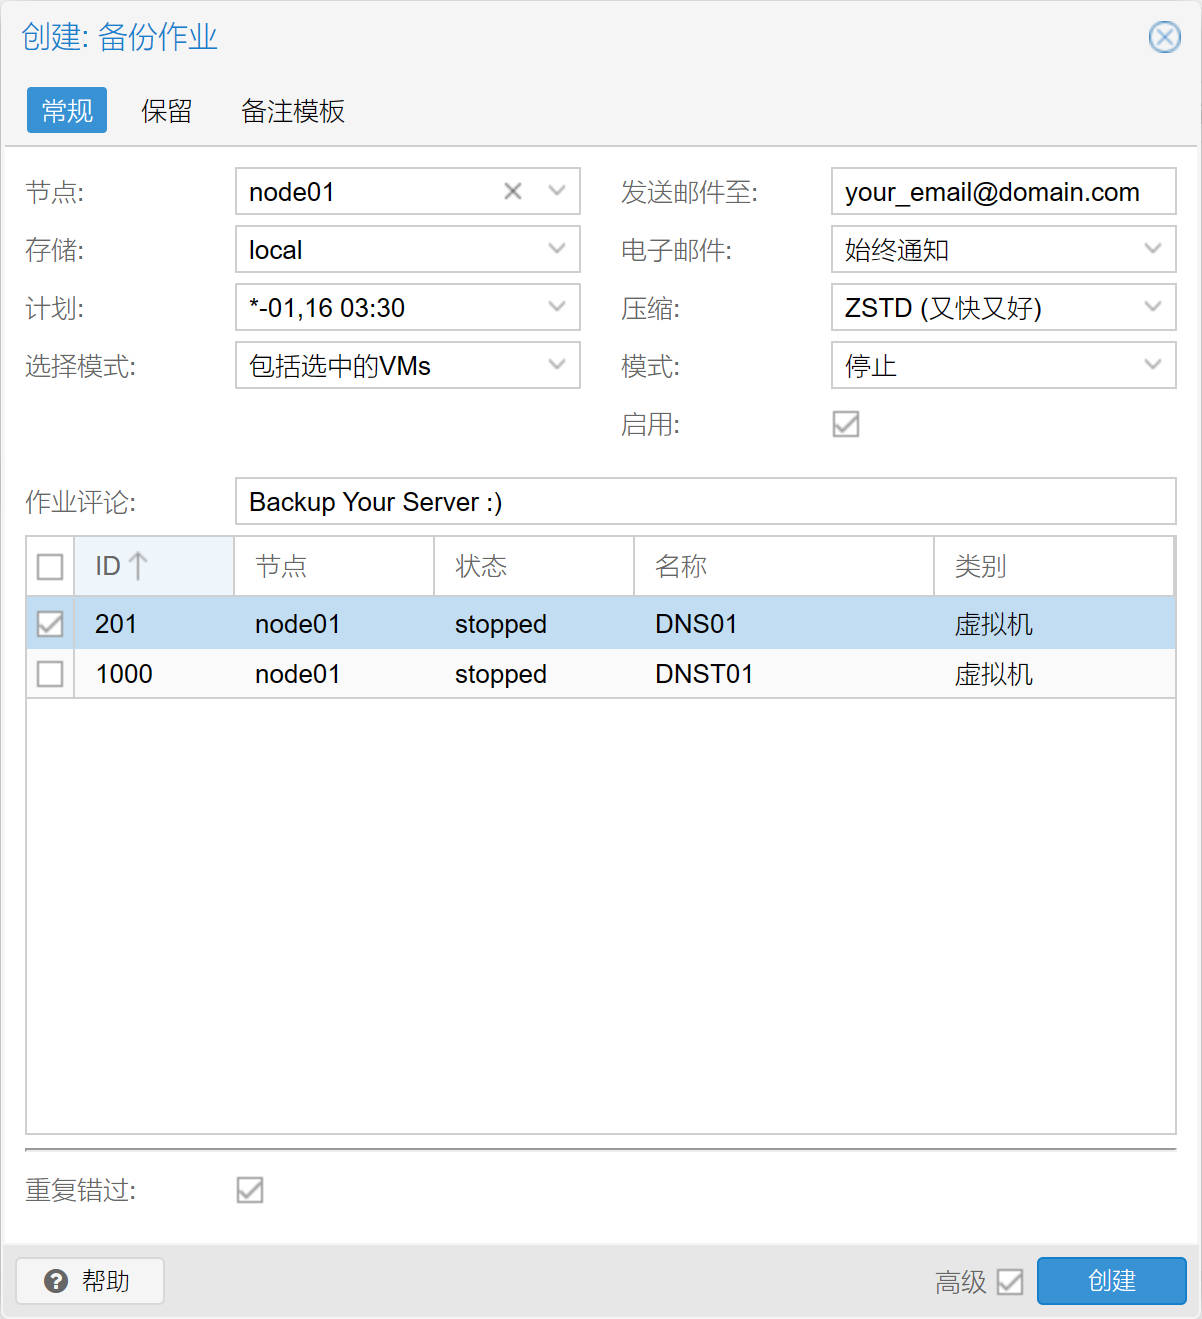 创建: 备份作业
常规 保留 备注模板
节点: node01 发送邮件至: your_email@domain.com
存储: local 电子邮件: 始终通知
计划: *-01,16 03:30 压缩: ZSTD (又快又好)
选择模式: 包括选中的VMs 模式: 停止
启用:
作业评论: Backup Your Server :)
ID 节点 状态 名称 类别
201 node01 stopped DNS01 虚拟机
1000 node01 stopped DNST01 虚拟机
重复错过:
帮助 高级 创建